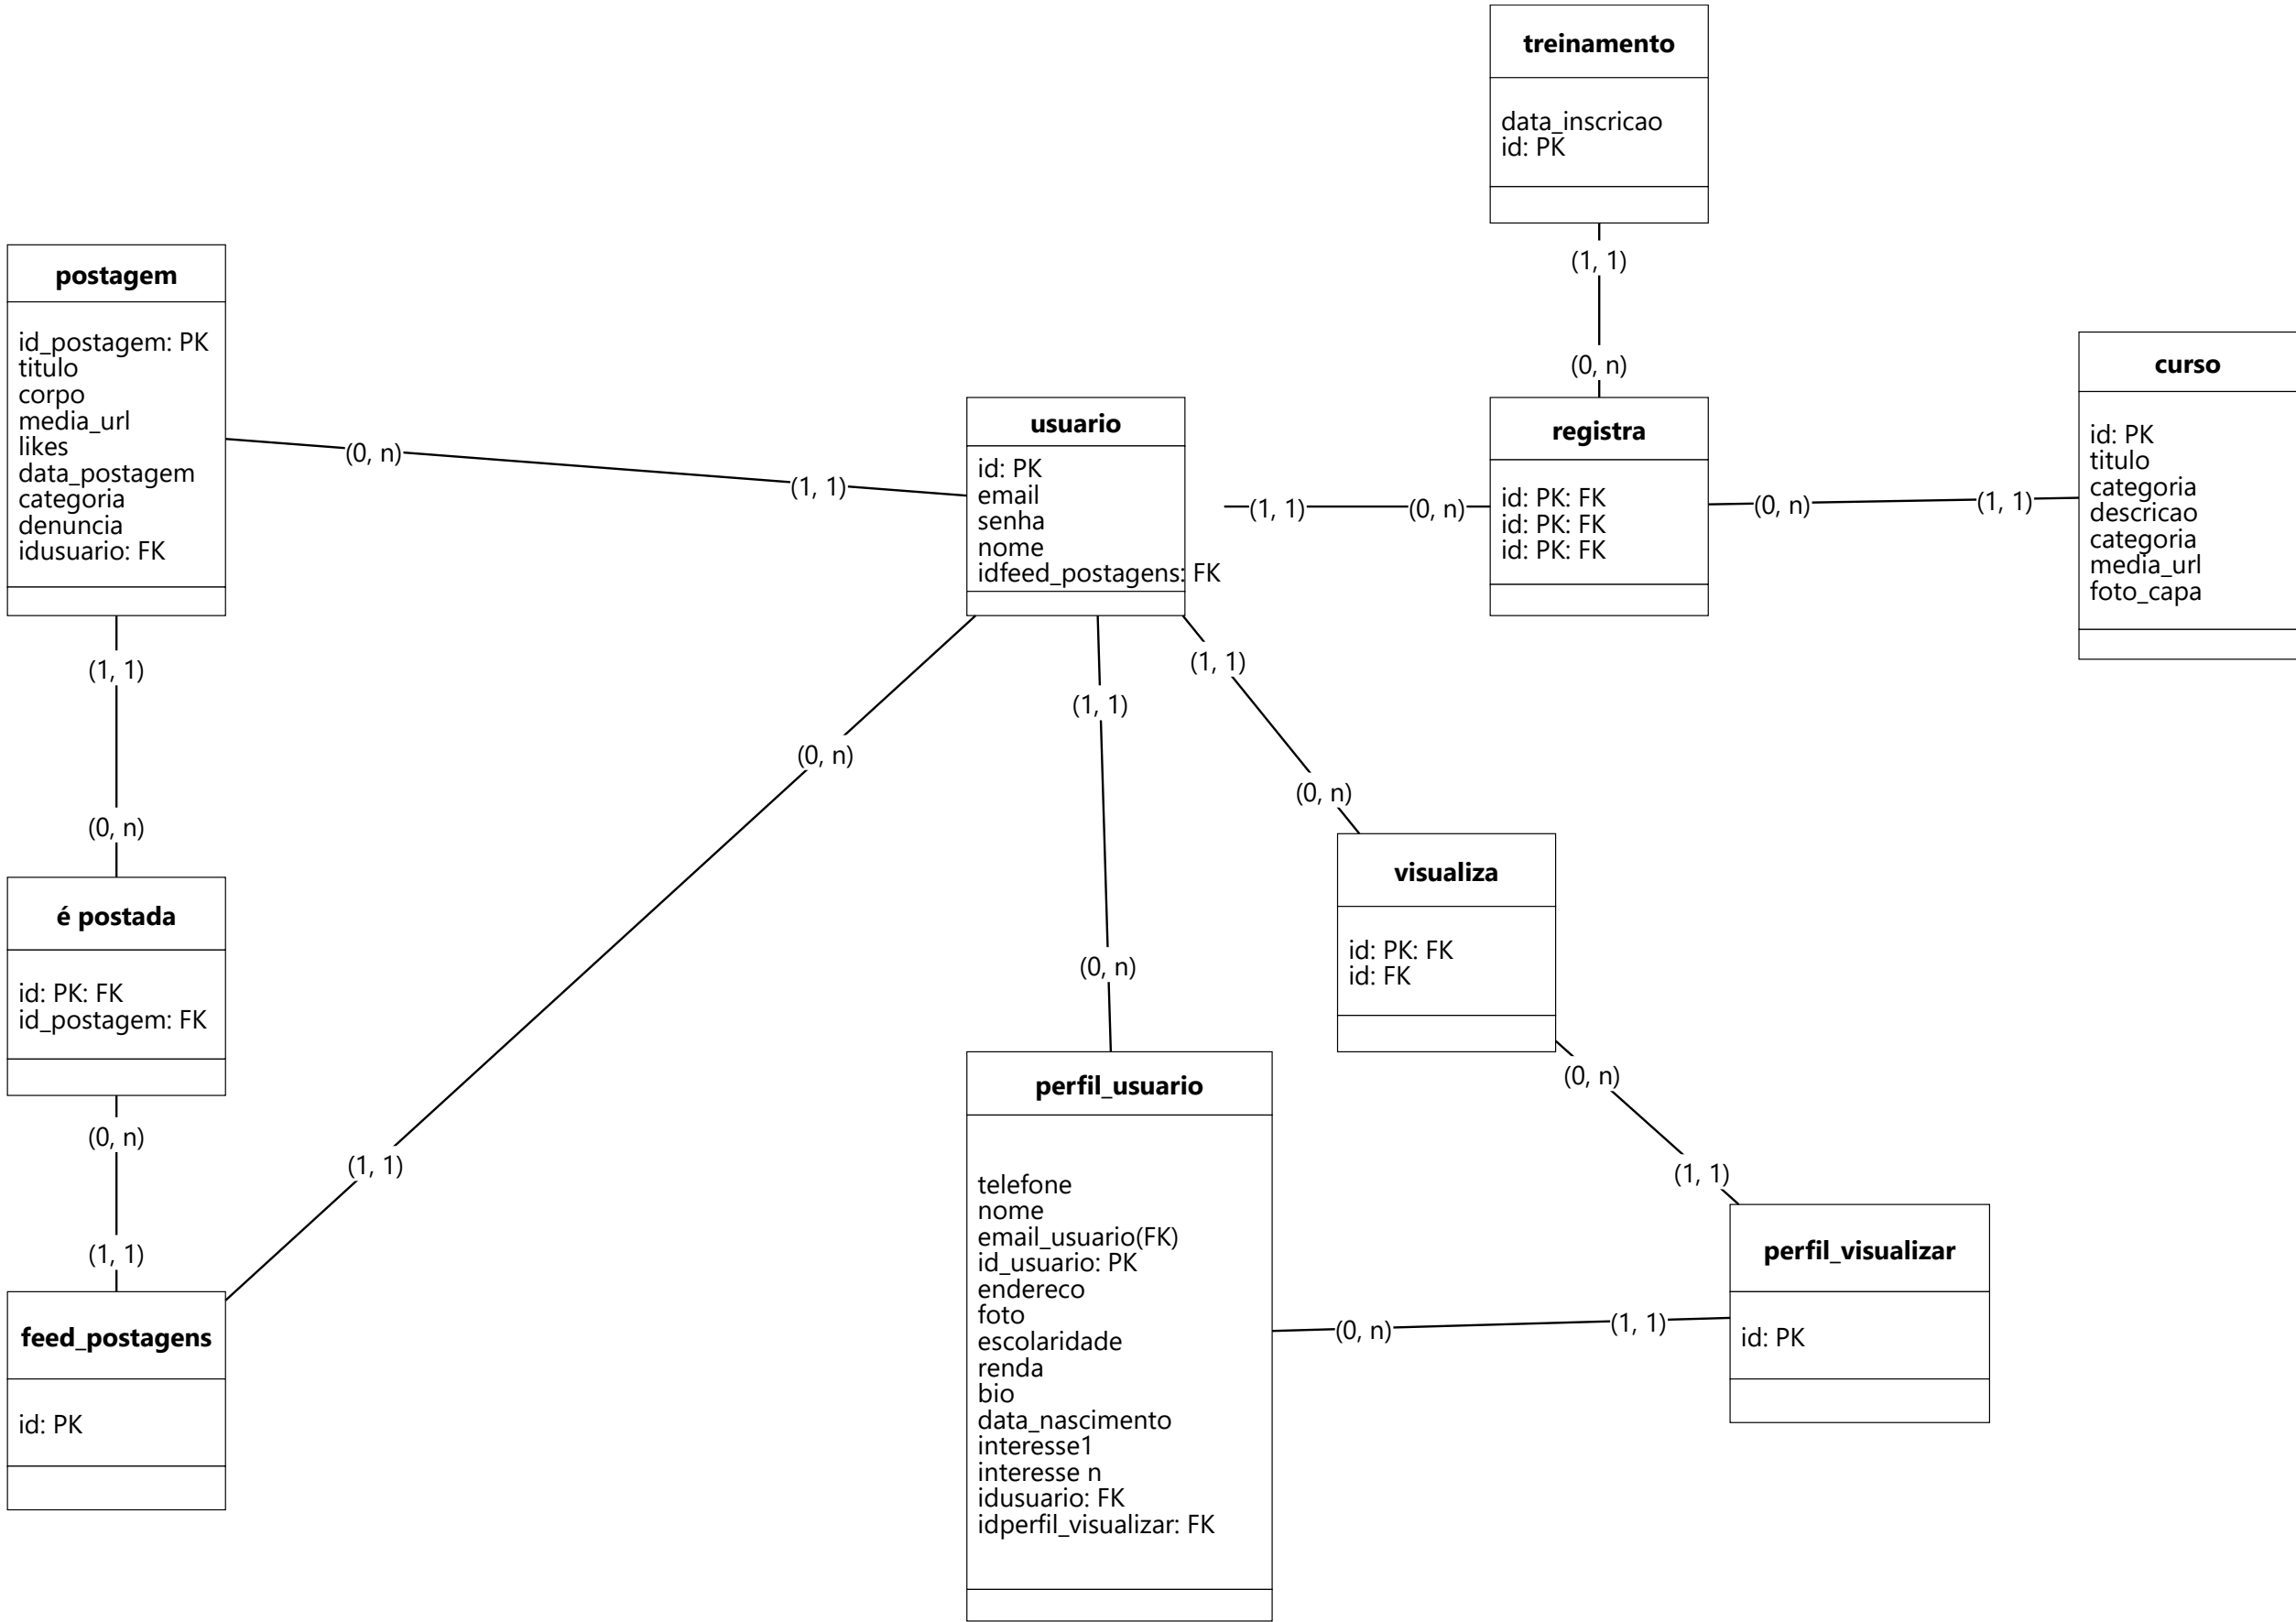 treinamento
data_inscricao
id: PK
(1, 1)
(0, n)
postagem
id_postagem: PK
titulo
corpo
media_url
likes
data_postagem
categoria
denuncia
idusuario: FK
(0, n)
(1, 1)
usuario
id: PK
email
senha
nome
idfeed_postagens: FK
(1, 1)
(0, n)
registra
id: PK: FK
id: PK: FK
id: PK: FK
(0, n)
(1, 1)
curso
id: PK
titulo
categoria
descricao
categoria
media_url
foto_capa
(1, 1)
(0, n)
é postada
id: PK: FK
id_postagem: FK
(0, n)
(1, 1)
feed_postagens
id: PK
(0, n)
(1, 1)
(1, 1)
(0, n)
perfil_usuario
telefone
nome
email_usuario(FK)
id_usuario: PK
endereco
foto
escolaridade
renda
bio
data_nascimento
interesse1
interesse n
idusuario: FK
idperfil_visualizar: FK
(1, 1)
(0, n)
visualiza
id: PK: FK
id: FK
(0, n)
(1, 1)
perfil_visualizar
id: PK
(0, n)
(1, 1)